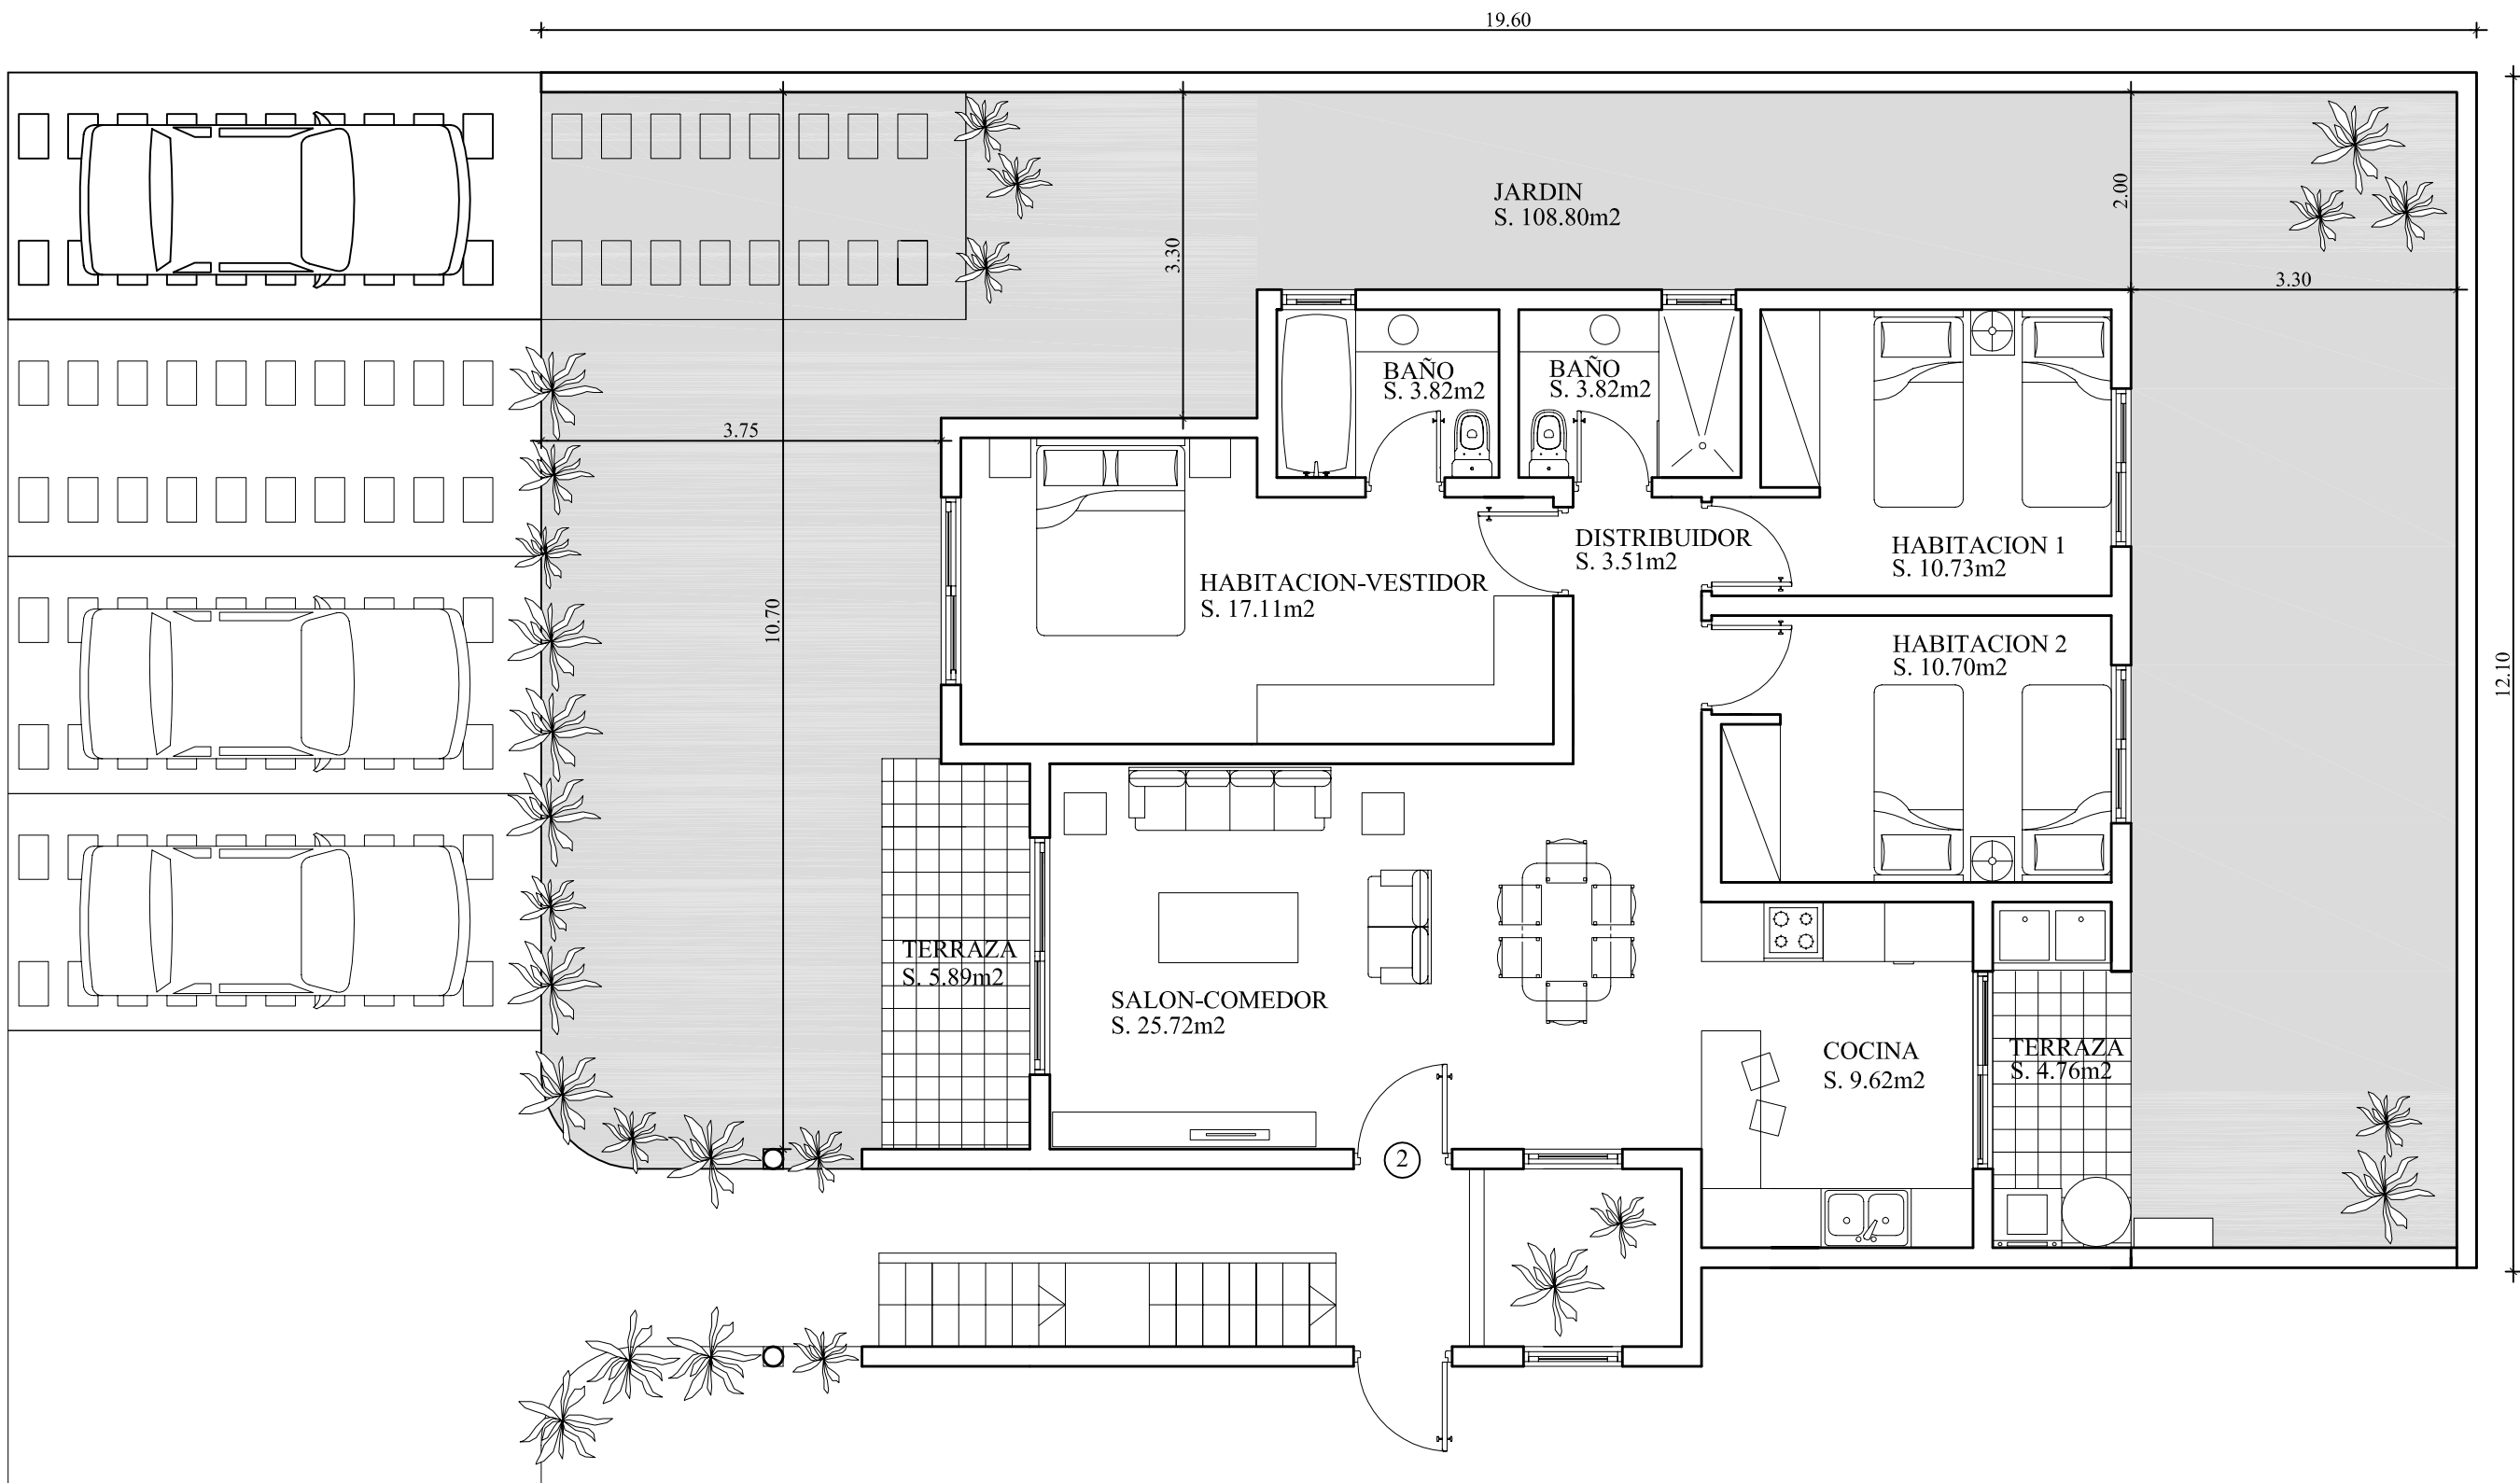 19.60
JARDIN
S. 108.80m2
2.00
3.30
3.30
BAÑO
S. 3.82m2
BAÑO
S. 3.82m2
3.75
DISTRIBUIDOR
S. 3.51m2
HABITACION 1
S. 10.73m2
HABITACION-VESTIDOR
S. 17.11m2
10.70
HABITACION 2
S. 10.70m2
12.10
TERRAZA
S. 5.89m2
SALON-COMEDOR
S. 25.72m2
COCINA
S. 9.62m2
TERRAZA
S. 4.76m2
2